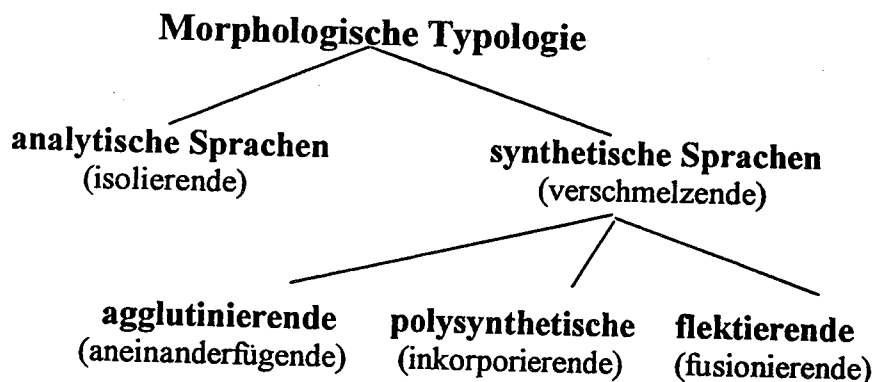 Morphologische Typologie
analytische Sprachen
(isolierende)
synthetische Sprachen
(verschmelzende)
agglutinierende
(aneinanderfügende)
polysynthetische
(inkorporierende)
flektierende
(fusionierende)